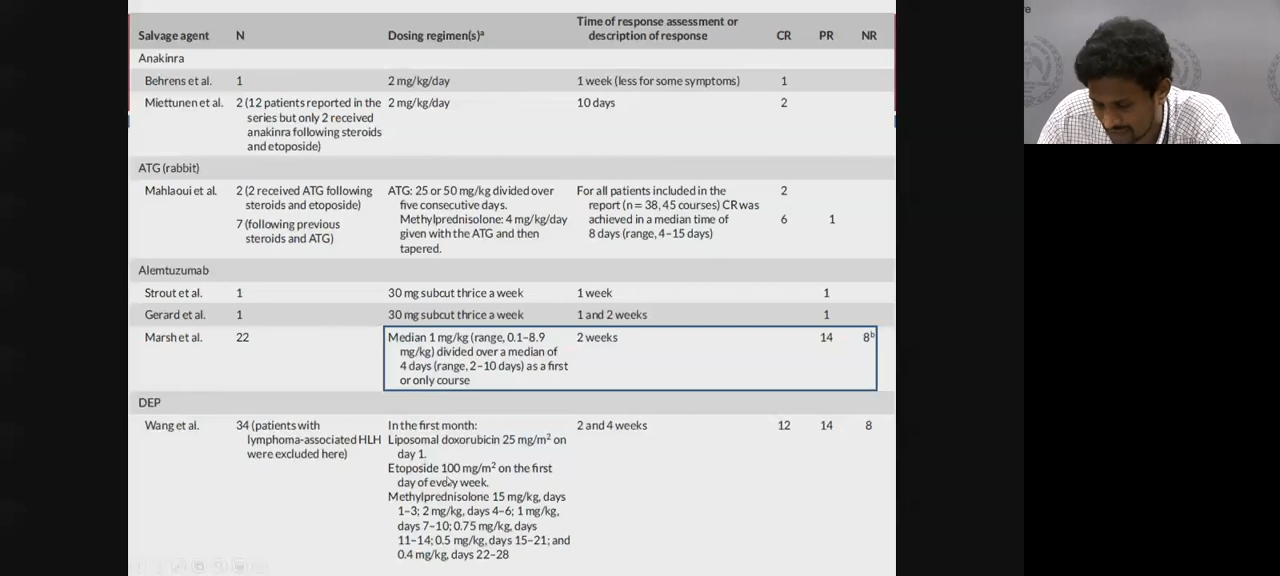 Salvage agent N Dosing regimen(s)ᵃ Time of response assessment or description of response CR PR NR
Anakinra
Behrens et al. 1 2 mg/kg/day 1 week (less for some symptoms) 1
Miettunen et al. 2 (12 patients reported in the 2 mg/kg/day 10 days 2
series but only 2 received
anakinra following steroids
and etoposide)
ATG (rabbit)
Mahlaoui et al. 2 (2 received ATG following ATG: 25 or 50 mg/kg divided over For all patients included in the 2
steroids and etoposide) five consecutive days. report (n = 38, 45 courses) CR was
7 (following previous Methylprednisolone: 4 mg/kg/day achieved in a median time of 6 1
steroids and ATG) given with the ATG and then 8 days (range, 4–15 days)
tapered.
Alemtuzumab
Strout et al. 1 30 mg subcut thrice a week 1 week 1
Gerard et al. 1 30 mg subcut thrice a week 1 and 2 weeks 1
Marsh et al. 22 Median 1 mg/kg (range, 0.1–8.9 2 weeks 14 8ᵇ
mg/kg) divided over a median of
4 days (range, 2–10 days) as a first
or only course
DEP
Wang et al. 34 (patients with In the first month: 2 and 4 weeks 12 14 8
lymphoma-associated HLH Liposomal doxorubicin 25 mg/m² on
were excluded here) day 1.
Etoposide 100 mg/m² on the first
day of every week.
Methylprednisolone 15 mg/kg, days
1–3; 2 mg/kg, days 4–6; 1 mg/kg,
days 7–10; 0.75 mg/kg, days
11–14; 0.5 mg/kg, days 15–21; and
0.4 mg/kg, days 22–28